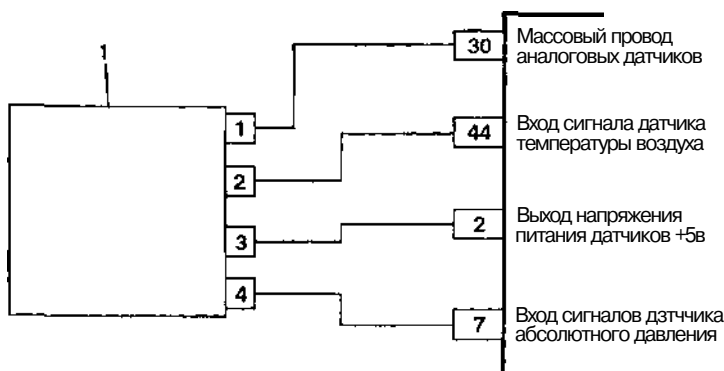 1
1
2
3
4
30
Массовый провод
аналоговых датчиков
44
Вход сигнала датчика
температуры воздуха
2
Выход напряжения
питания датчиков +5в
7
Вход сигналов дзтччика
абсолютного давления